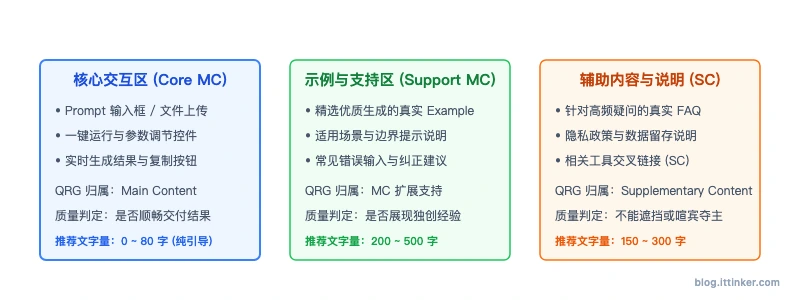 核心交互区 (Core MC)
• Prompt 输入框 / 文件上传
• 一键运行与参数调节控件
• 实时生成结果与复制按钮
QRG 归属：Main Content
质量判定：是否顺畅交付结果
推荐文字量：0 ~ 80 字 (纯引导)
示例与支持区 (Support MC)
• 精选优质生成的真实 Example
• 适用场景与边界提示说明
• 常见错误输入与纠正建议
QRG 归属：MC 扩展支持
质量判定：是否展现独创经验
推荐文字量：200 ~ 500 字
辅助内容与说明 (SC)
• 针对高频疑问的真实 FAQ
• 隐私政策与数据留存说明
• 相关工具交叉链接 (SC)
QRG 归属：Supplementary Content
质量判定：不能遮挡或喧宾夺主
推荐文字量：150 ~ 300 字
blog.ittinker.com